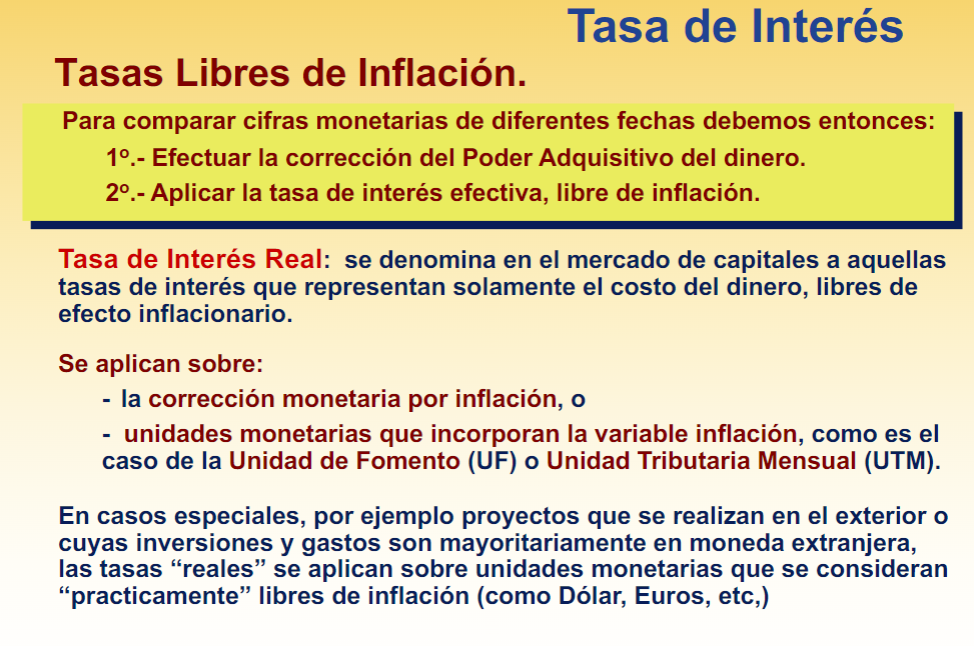 Tasa de Interés
Tasas Libres de Inflación.
Para comparar cifras monetarias de diferentes fechas debemos entonces:
1º.- Efectuar la corrección del Poder Adquisitivo del dinero.
2º.- Aplicar la tasa de interés efectiva, libre de inflación.
Tasa de Interés Real: se denomina en el mercado de capitales a aquellas
tasas de interés que representan solamente el costo del dinero, libres de
efecto inflacionario.
Se aplican sobre:
- la corrección monetaria por inflación, o
- unidades monetarias que incorporan la variable inflación, como es el
caso de la Unidad de Fomento (UF) o Unidad Tributaria Mensual (UTM).
En casos especiales, por ejemplo proyectos que se realizan en el exterior o
cuyas inversiones y gastos son mayoritariamente en moneda extranjera,
las tasas “reales” se aplican sobre unidades monetarias que se consideran
“practicamente” libres de inflación (como Dólar, Euros, etc,)